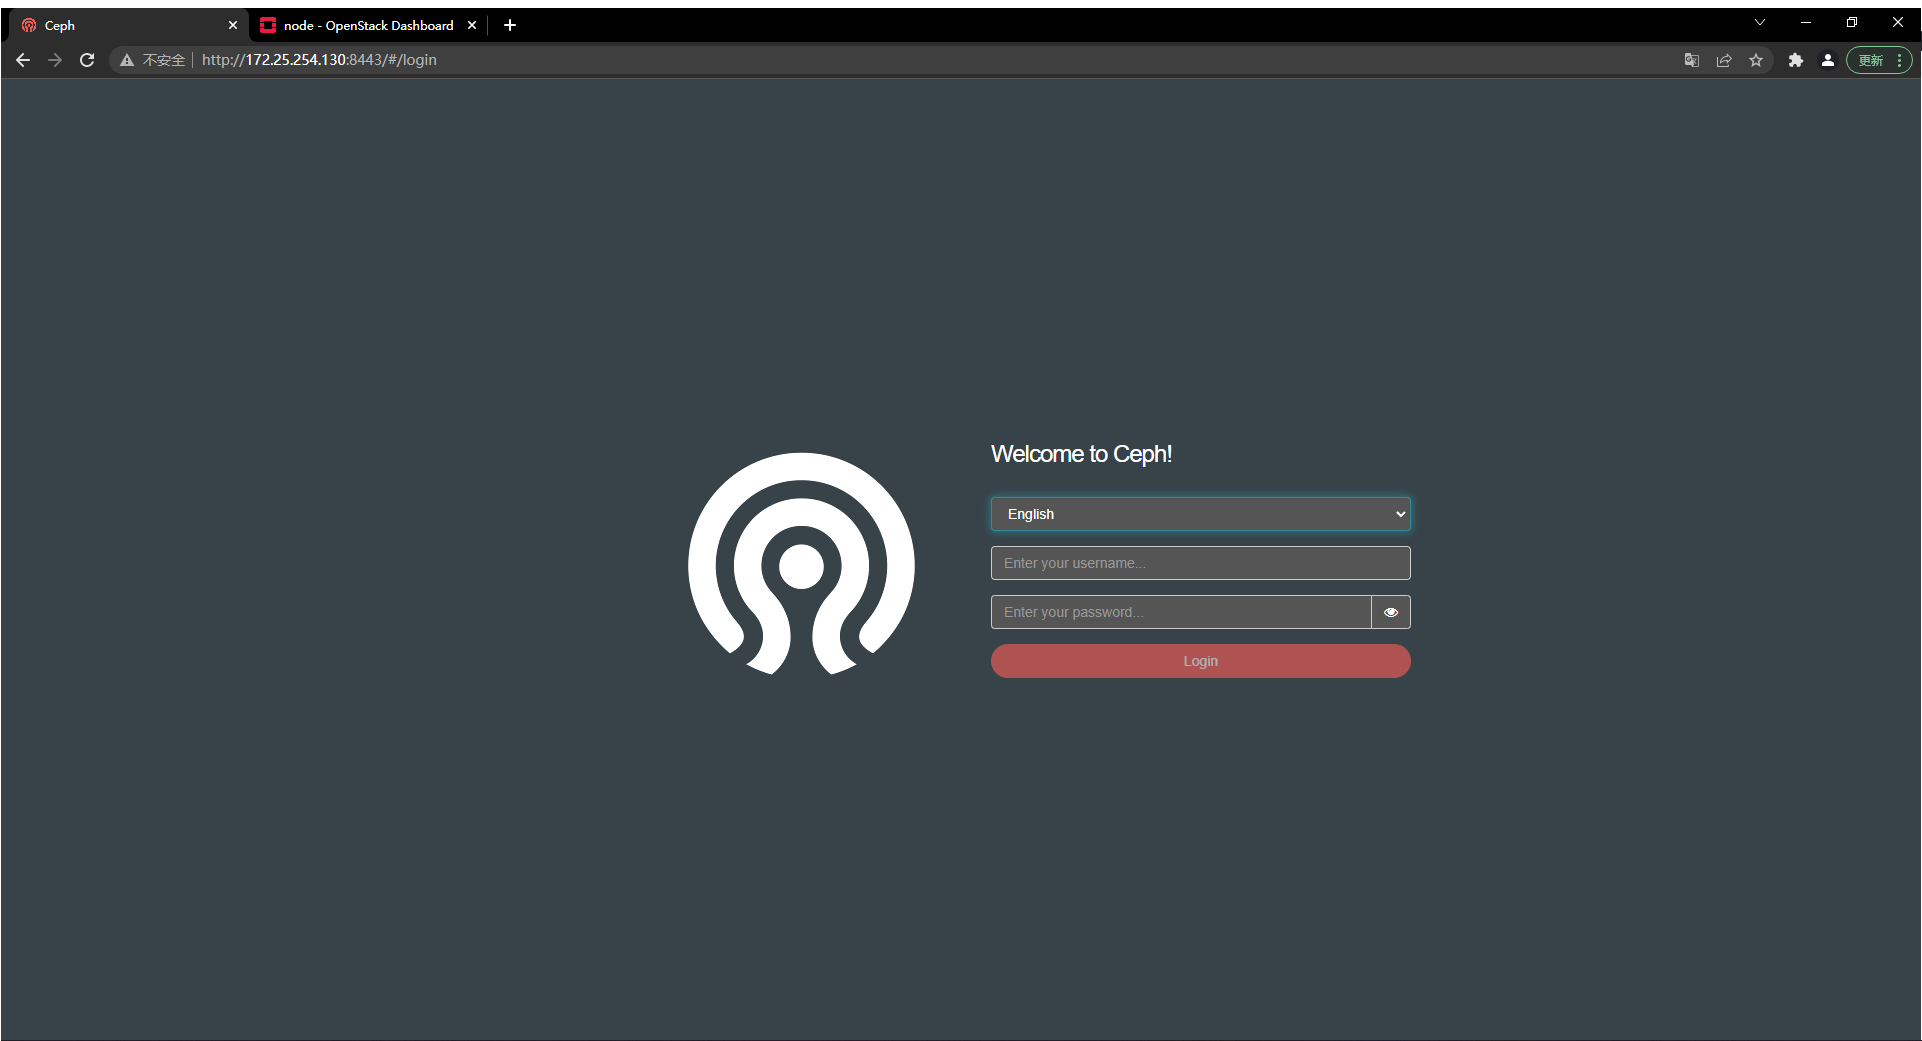 Ceph
node - OpenStack Dashboard
不安全
http://172.25.254.130:8443/#/login
更新
Welcome to Ceph!
English
Enter your username...
Enter your password...
Login